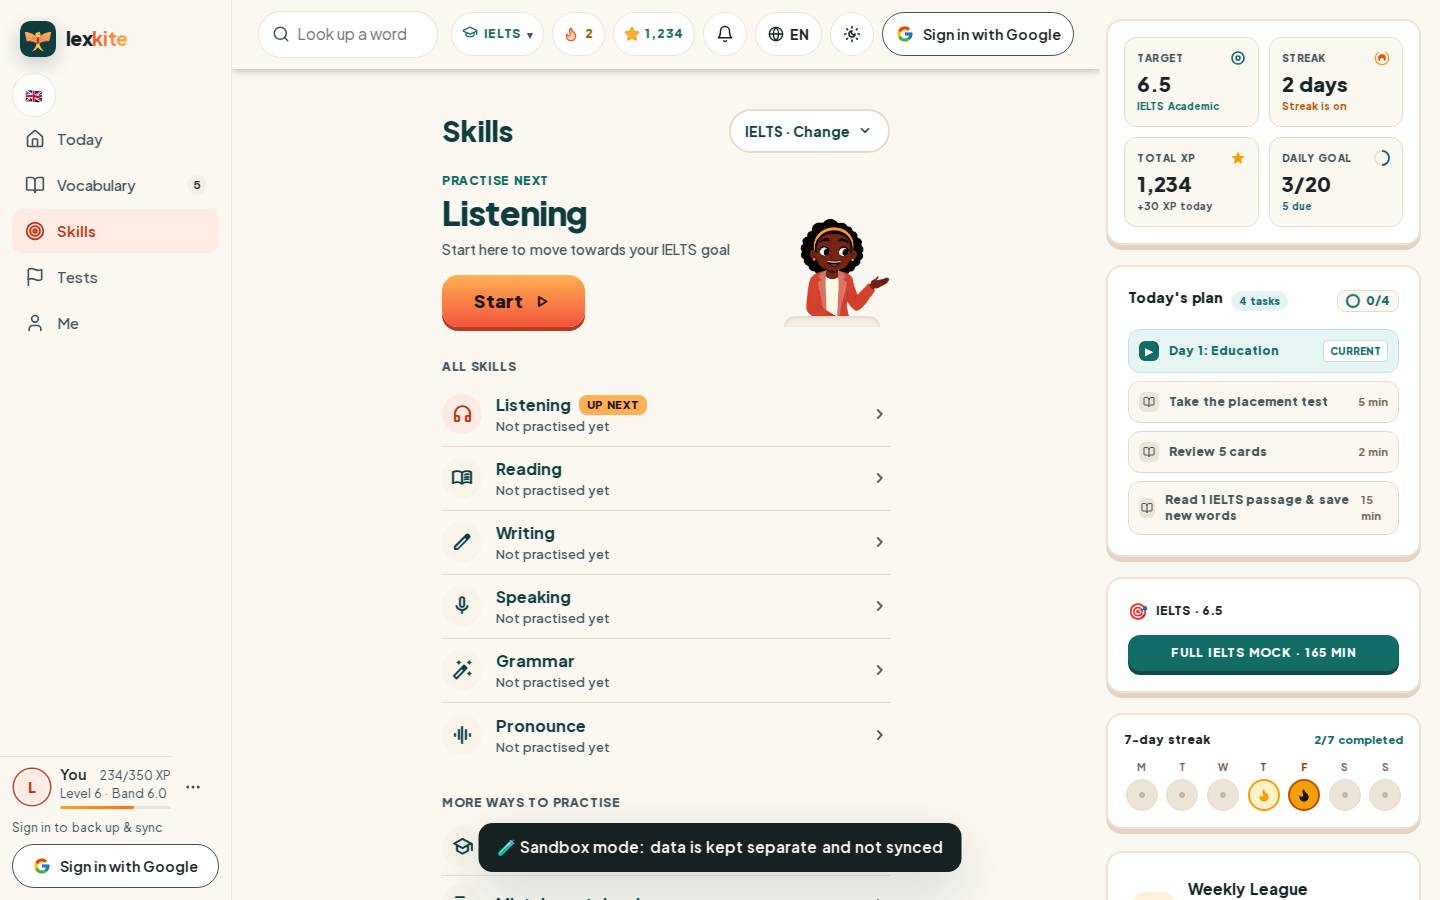 lexkite
Today
Vocabulary 5
Skills
Tests
Me
L
You 234/350 XP
Level 6 · Band 6.0
Sign in to back up & sync
Sign in with Google
Look up a word
IELTS ▾
2
1,234
EN
Sign in with Google
Skills
IELTS · Change
PRACTISE NEXT
Listening
Start here to move towards your IELTS goal
Start
ALL SKILLS
Listening UP NEXT
Not practised yet
Reading
Not practised yet
Writing
Not practised yet
Speaking
Not practised yet
Grammar
Not practised yet
Pronounce
Not practised yet
MORE WAYS TO PRACTISE
🧪 Sandbox mode: data is kept separate and not synced
TARGET
6.5
IELTS Academic
STREAK
2 days
Streak is on
TOTAL XP
1,234
+30 XP today
DAILY GOAL
3/20
5 due
Today's plan 4 tasks 0/4
Day 1: Education CURRENT
Take the placement test 5 min
Review 5 cards 2 min
Read 1 IELTS passage & save new words 15 min
🎯 IELTS · 6.5
FULL IELTS MOCK · 165 MIN
7-day streak 2/7 completed
M T W T F S S
Weekly League